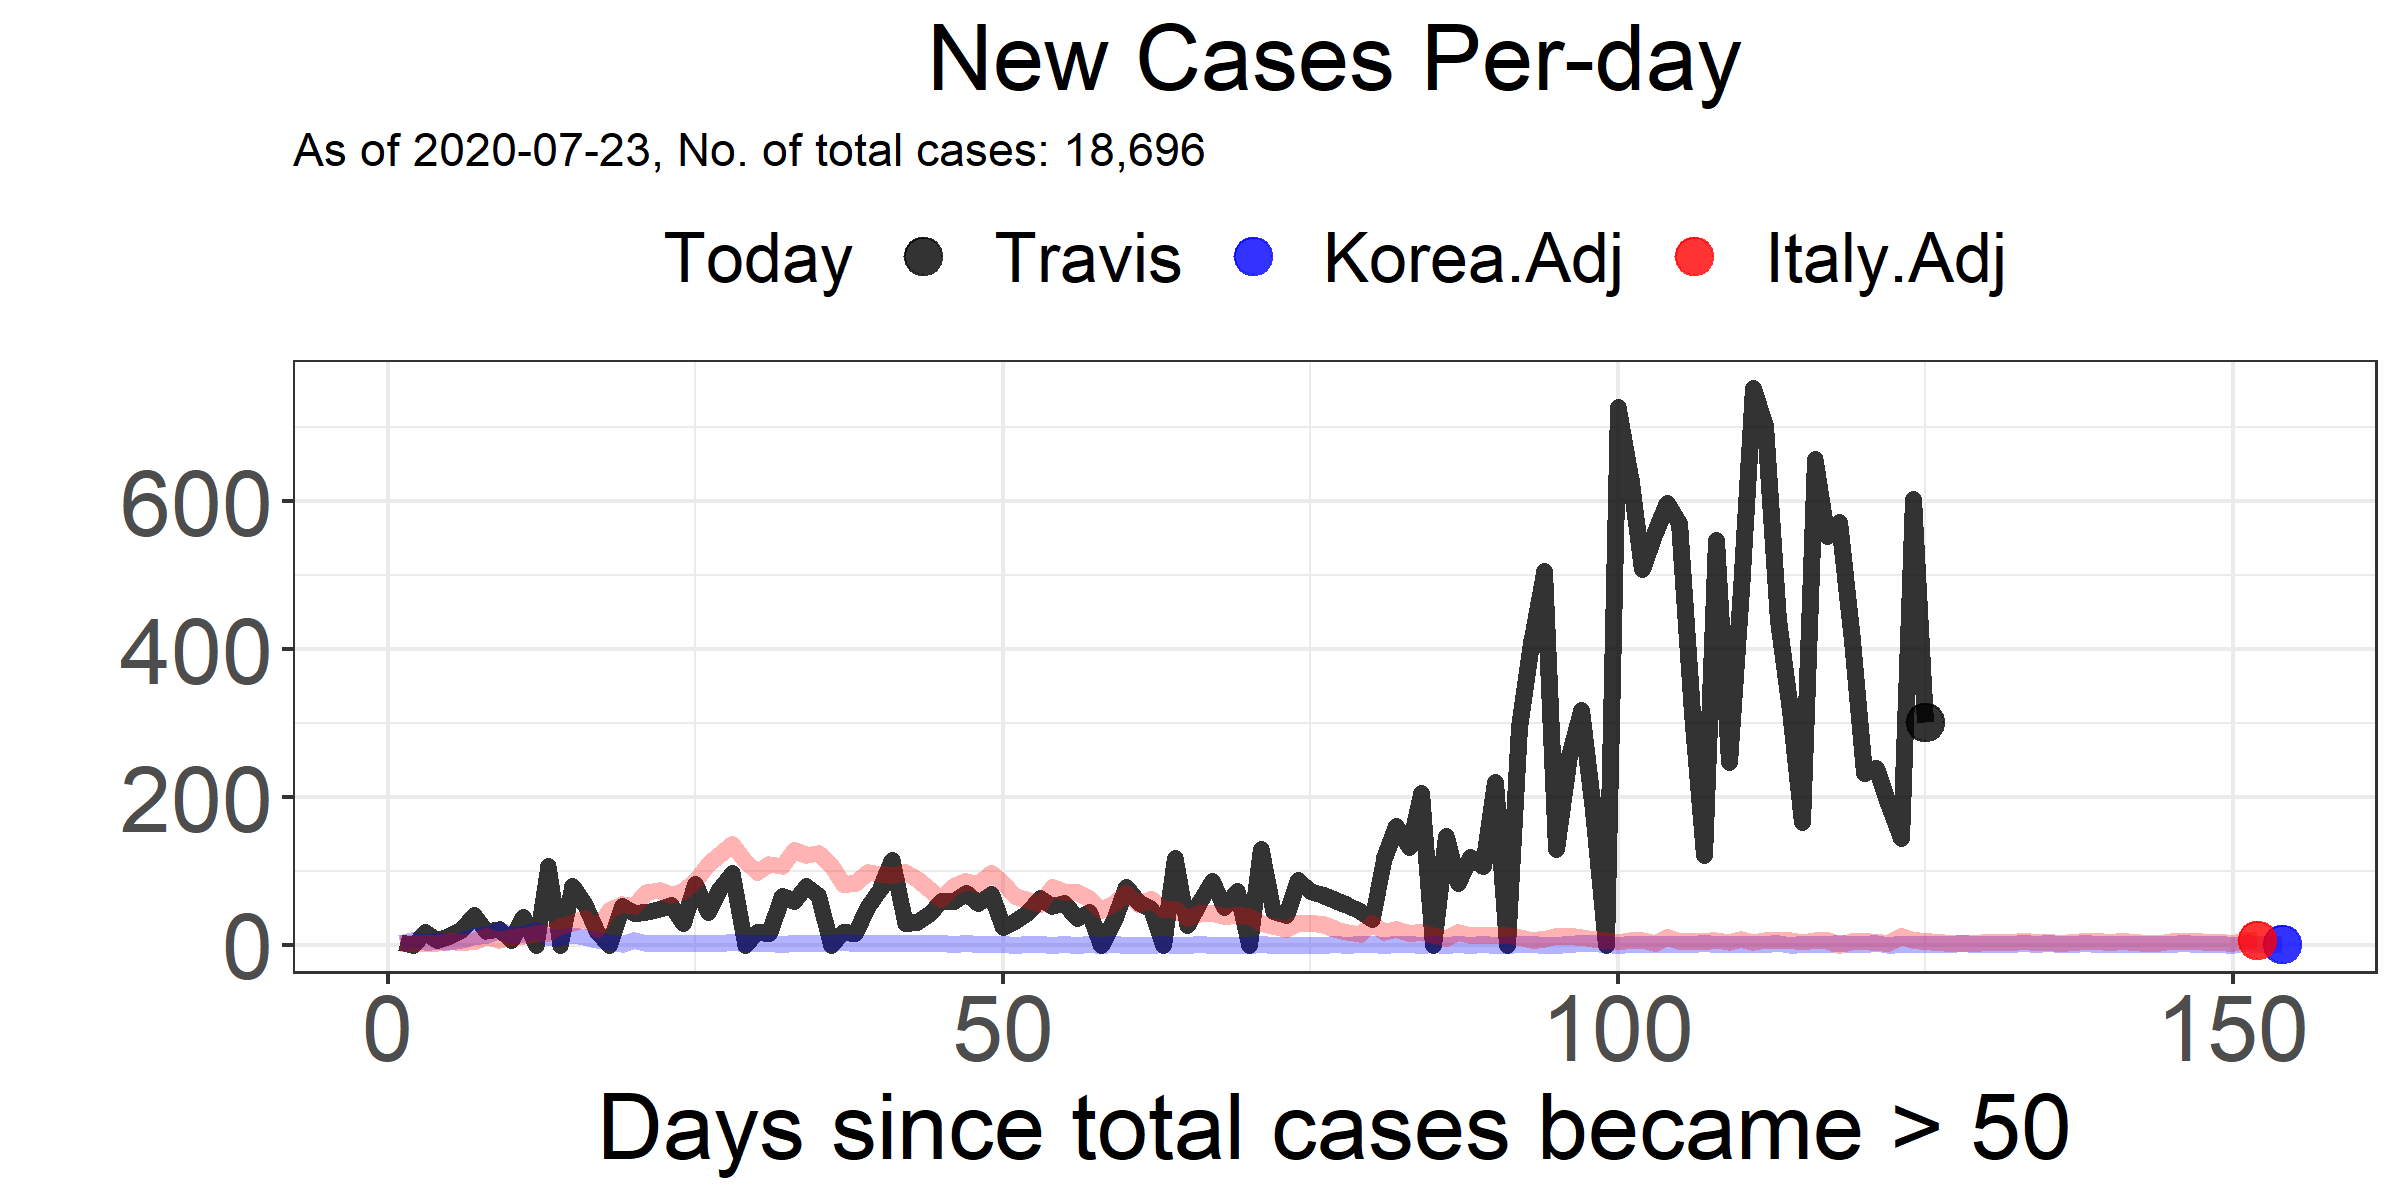 New Cases Per-day
As of 2020-07-23, No. of total cases: 18,696
Today Travis Korea.Adj Italy.Adj
600
400
200
0
0 50 100 150
Days since total cases became > 50